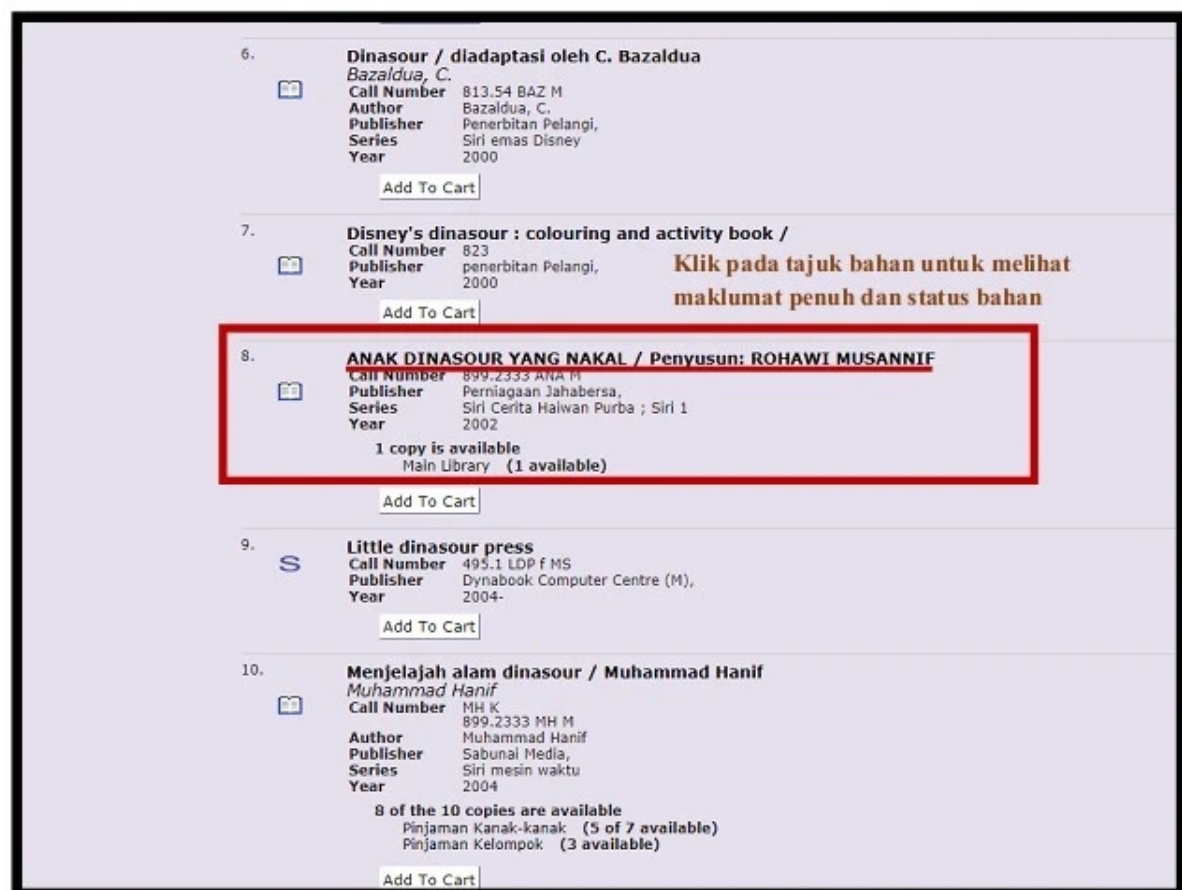 6.
Dinasour / diadaptasi oleh C. Bazaldua
Bazaldua, C.
Call Number 813.54 BAZ M
Author Bazaldua, C.
Publisher Penerbitan Pelangi,
Series Siri emas Disney
Year 2000
Add To Cart
7.
Disney's dinasour : colouring and activity book /
Call Number 823
Publisher penerbitan Pelangi,
Year 2000
Klik pada tajuk bahan untuk melihat
maklumat penuh dan status bahan
Add To Cart
8.
ANAK DINASOUR YANG NAKAL / Penyusun: ROHAWI MUSANNIF
Call Number 899.2333 ANA M
Publisher Perniagaan Jahabersa,
Series Siri Cerita Haiwan Purba ; Siri 1
Year 2002
1 copy is available
Main Library (1 available)
Add To Cart
9.
S
Little dinasour press
Call Number 495.1 LDP f MS
Publisher Dynabook Computer Centre (M),
Year 2004-
Add To Cart
10.
Menjelajah alam dinasour / Muhammad Hanif
Muhammad Hanif
Call Number MH K
899.2333 MH M
Author Muhammad Hanif
Publisher Sabunai Media,
Series Siri mesin waktu
Year 2004
8 of the 10 copies are available
Pinjaman Kanak-kanak (5 of 7 available)
Pinjaman Kelompok (3 available)
Add To Cart